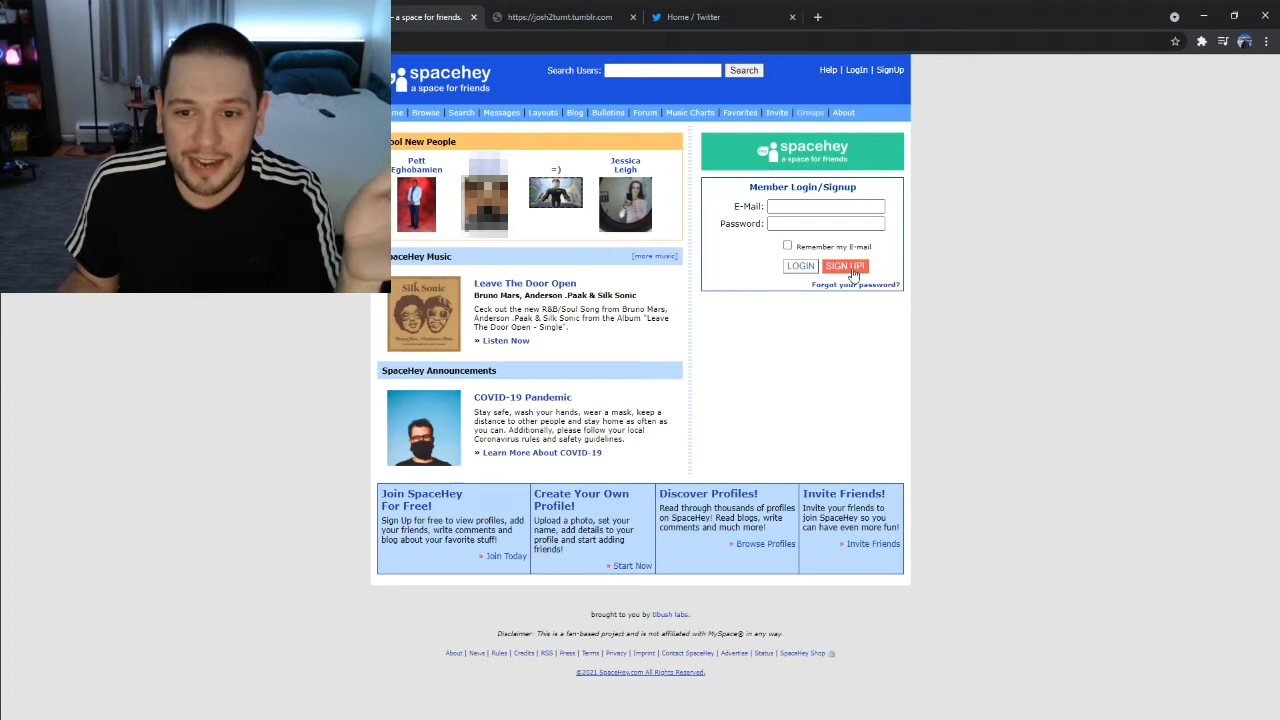 e for friends)
https://josh2turnt.tumblr.com
Home / Twitter
spacehey
a space for friends
Search Users:
Search
Help | LogIn | SignUp
me | Browse | Search | Messages | Layouts | Blog | Bulletins | Forum | Music Charts | Favorites | Invite | Groups | About
ool New People
Pett
Eghobamien
=)
Jessica
Leigh
spacehey
a space for friends
Member Login/Signup
E-Mail:
Password:
Remember my E-mail
LOGIN
SIGN UP!
Forgot your password?
paceHey Music
[more music]
Silk Sonic
Leave The Door Open
Bruno Mars, Anderson .Paak & Silk Sonic
Ceck out the new R&B/Soul Song from Bruno Mars,
Anderson .Paak & Silk Sonic from the Album "Leave
The Door Open - Single".
» Listen Now
SpaceHey Announcements
COVID-19 Pandemic
Stay safe, wash your hands, wear a mask, keep a
distance to other people and stay home as often as
you can. Additionaly, please follow your local
Coronavirus rules and safety guidelines.
» Learn More About COVID-19
Join SpaceHey
For Free!
Sign Up for free to view profiles, add
your friends, write comments and
blog about your favorite stuff!
» Join Today
Create Your Own
Profile!
Upload a photo, set your
name, add details to your
profile and start adding
friends!
» Start Now
Discover Profiles!
Read through thousands of profiles
on SpaceHey! Read blogs, write
comments and much more!
» Browse Profiles
Invite Friends!
Invite your friends to
join SpaceHey so you
can have even more fun!
» Invite Friends
brought to you by tibush labs.
Disclaimer: This is a fan-based project and is not affiliated with MySpace® in any way.
About | News | Rules | Credits | RSS | Press | Terms | Privacy | Imprint | Contact SpaceHey | Advertise | Status | SpaceHey Shop
©2021 SpaceHey.com All Rights Reserved.